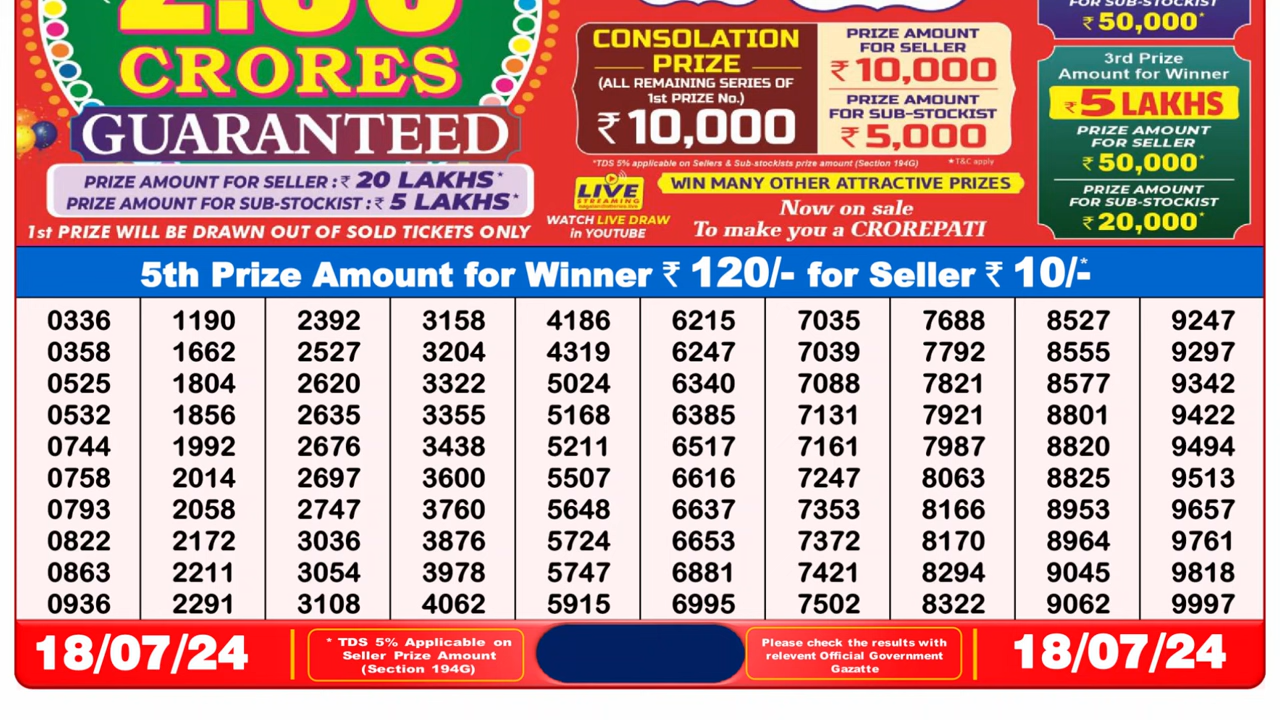 CRORES
GUARANTEED
PRIZE AMOUNT FOR SELLER :₹ 20 LAKHS*
PRIZE AMOUNT FOR SUB-STOCKIST :₹ 5 LAKHS*
1st PRIZE WILL BE DRAWN OUT OF SOLD TICKETS ONLY
CONSOLATION
PRIZE
(ALL REMAINING SERIES OF
1st PRIZE No.)
₹ 10,000
PRIZE AMOUNT
FOR SELLER
₹ 10,000
PRIZE AMOUNT
FOR SUB-STOCKIST
₹ 5,000
*TDS 5% applicable on Sellers & Sub-stockists prize amount (Section 194G)
*T&C apply
LIVE
STREAMING
WATCH LIVE DRAW
in YOUTUBE
WIN MANY OTHER ATTRACTIVE PRIZES
Now on sale
To make you a CROREPATI
FOR SUB-STOCKIST
₹ 50,000*
3rd Prize
Amount for Winner
₹ 5 LAKHS
PRIZE AMOUNT
FOR SELLER
₹ 50,000*
PRIZE AMOUNT
FOR SUB-STOCKIST
₹ 20,000*
5th Prize Amount for Winner ₹ 120/- for Seller ₹ 10/-*
0336 1190 2392 3158 4186 6215 7035 7688 8527 9247
0358 1662 2527 3204 4319 6247 7039 7792 8555 9297
0525 1804 2620 3322 5024 6340 7088 7821 8577 9342
0532 1856 2635 3355 5168 6385 7131 7921 8801 9422
0744 1992 2676 3438 5211 6517 7161 7987 8820 9494
0758 2014 2697 3600 5507 6616 7247 8063 8825 9513
0793 2058 2747 3760 5648 6637 7353 8166 8953 9657
0822 2172 3036 3876 5724 6653 7372 8170 8964 9761
0863 2211 3054 3978 5747 6881 7421 8294 9045 9818
0936 2291 3108 4062 5915 6995 7502 8322 9062 9997
18/07/24
* TDS 5% Applicable on
Seller Prize Amount
(Section 194G)
Please check the results with
relevent Official Government
Gazatte
18/07/24